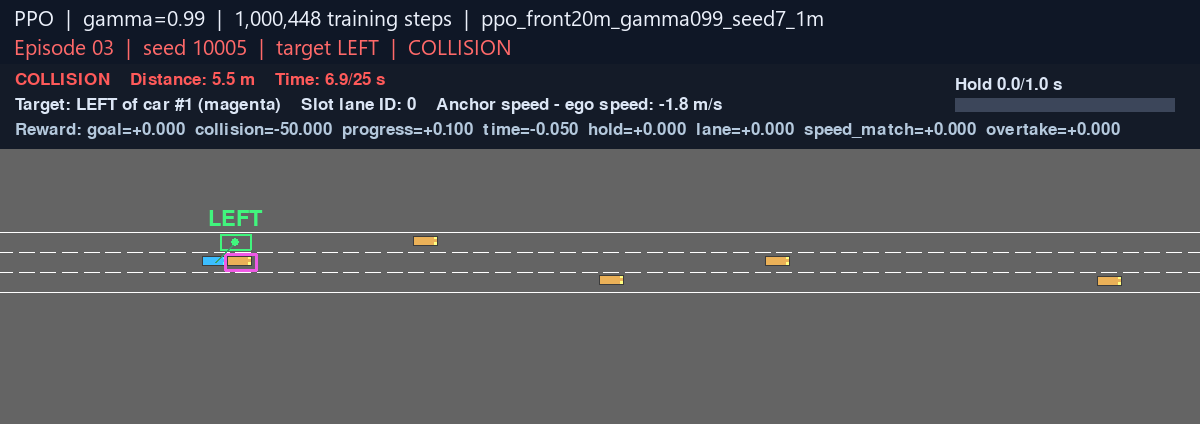 PPO | gamma=0.99 | 1,000,448 training steps | ppo_front20m_gamma099_seed7_1m
Episode 03 | seed 10005 | target LEFT | COLLISION
COLLISION Distance: 5.5 m Time: 6.9/25 s
Hold 0.0/1.0 s
Target: LEFT of car #1 (magenta) Slot lane ID: 0 Anchor speed - ego speed: -1.8 m/s
Reward: goal=+0.000 collision=-50.000 progress=+0.100 time=-0.050 hold=+0.000 lane=+0.000 speed_match=+0.000 overtake=+0.000
LEFT